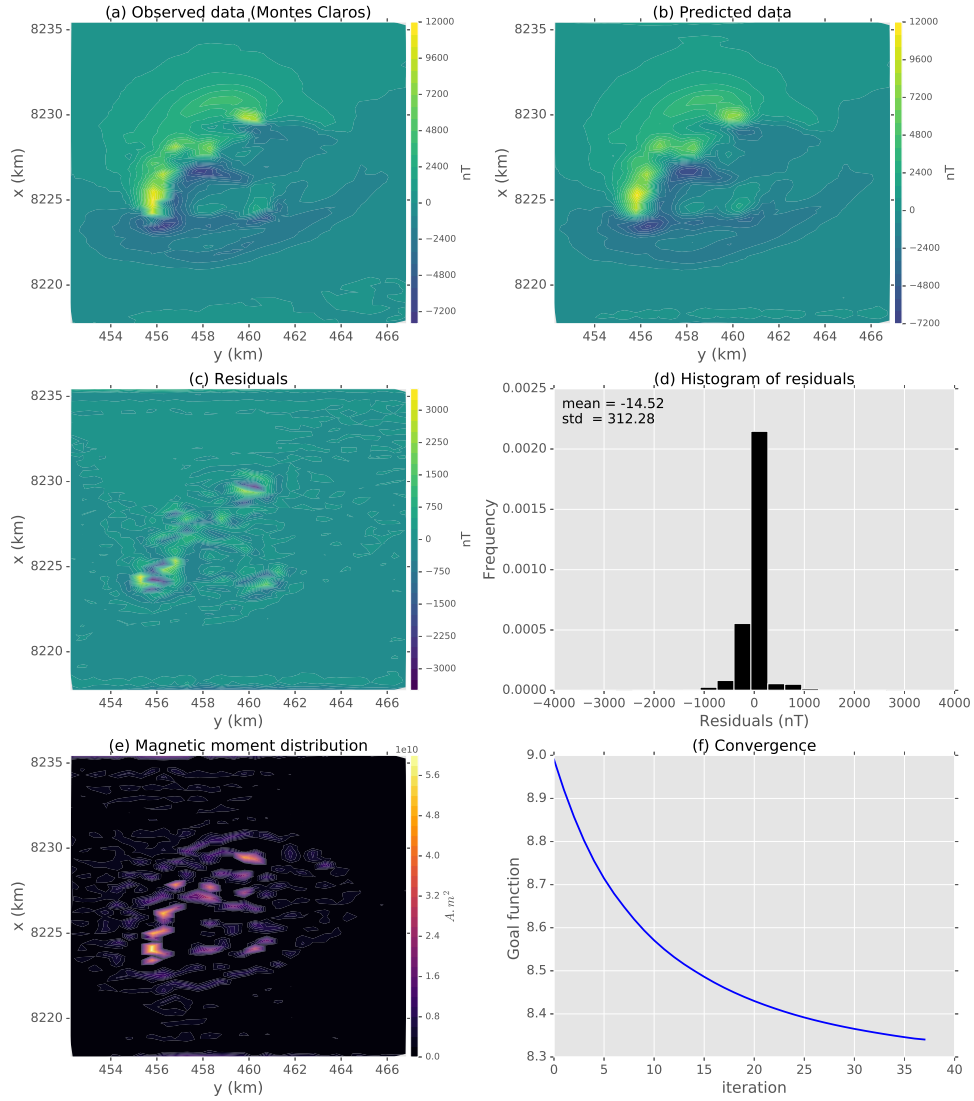 (a) Observed data (Montes Claros)
8235
8230
8225
8220
x (km)
454 456 458 460 462 464 466
y (km)
12000
9600
7200
4800
2400
0
−2400
−4800
−7200
nT
(b) Predicted data
8235
8230
8225
8220
x (km)
454 456 458 460 462 464 466
y (km)
12000
9600
7200
4800
2400
0
−2400
−4800
−7200
nT
(c) Residuals
8235
8230
8225
8220
x (km)
454 456 458 460 462 464 466
y (km)
3000
2250
1500
750
0
−750
−1500
−2250
−3000
nT
(d) Histogram of residuals
mean = -14.52
std = 312.28
0.0025
0.0020
0.0015
0.0010
0.0005
0.0000
Frequency
−4000 −3000 −2000 −1000 0 1000 2000 3000 4000
Residuals (nT)
(e) Magnetic moment distribution
8235
8230
8225
8220
x (km)
454 456 458 460 462 464 466
y (km)
1e10
5.6
4.8
4.0
3.2
2.4
1.6
0.8
0.0
A.m²
(f) Convergence
9.0
8.9
8.8
8.7
8.6
8.5
8.4
8.3
Goal function
0 5 10 15 20 25 30 35 40
iteration